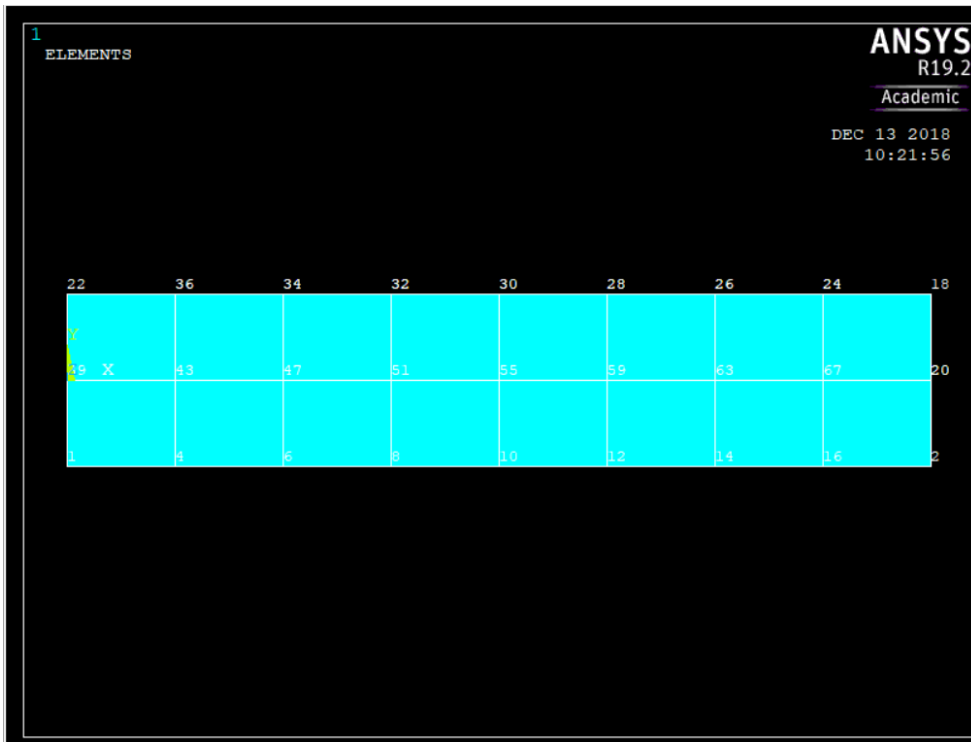 1
ELEMENTS
ANSYS
R19.2
Academic
DEC 13 2018
10:21:56
22 36 34 32 30 28 26 24 18
Y
X 43 47 51 55 59 63 67 20
1 4 6 8 10 12 14 16 2